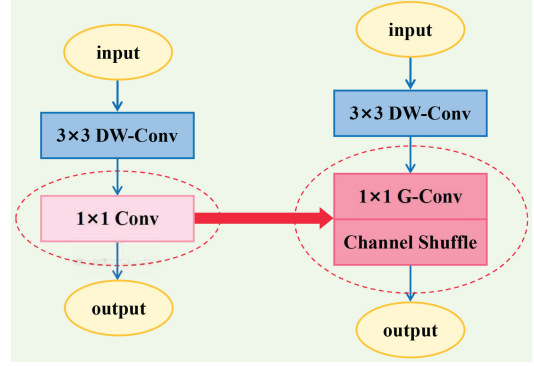 input
3×3 DW-Conv
1×1 Conv
output
input
3×3 DW-Conv
1×1 G-Conv
Channel Shuffle
output